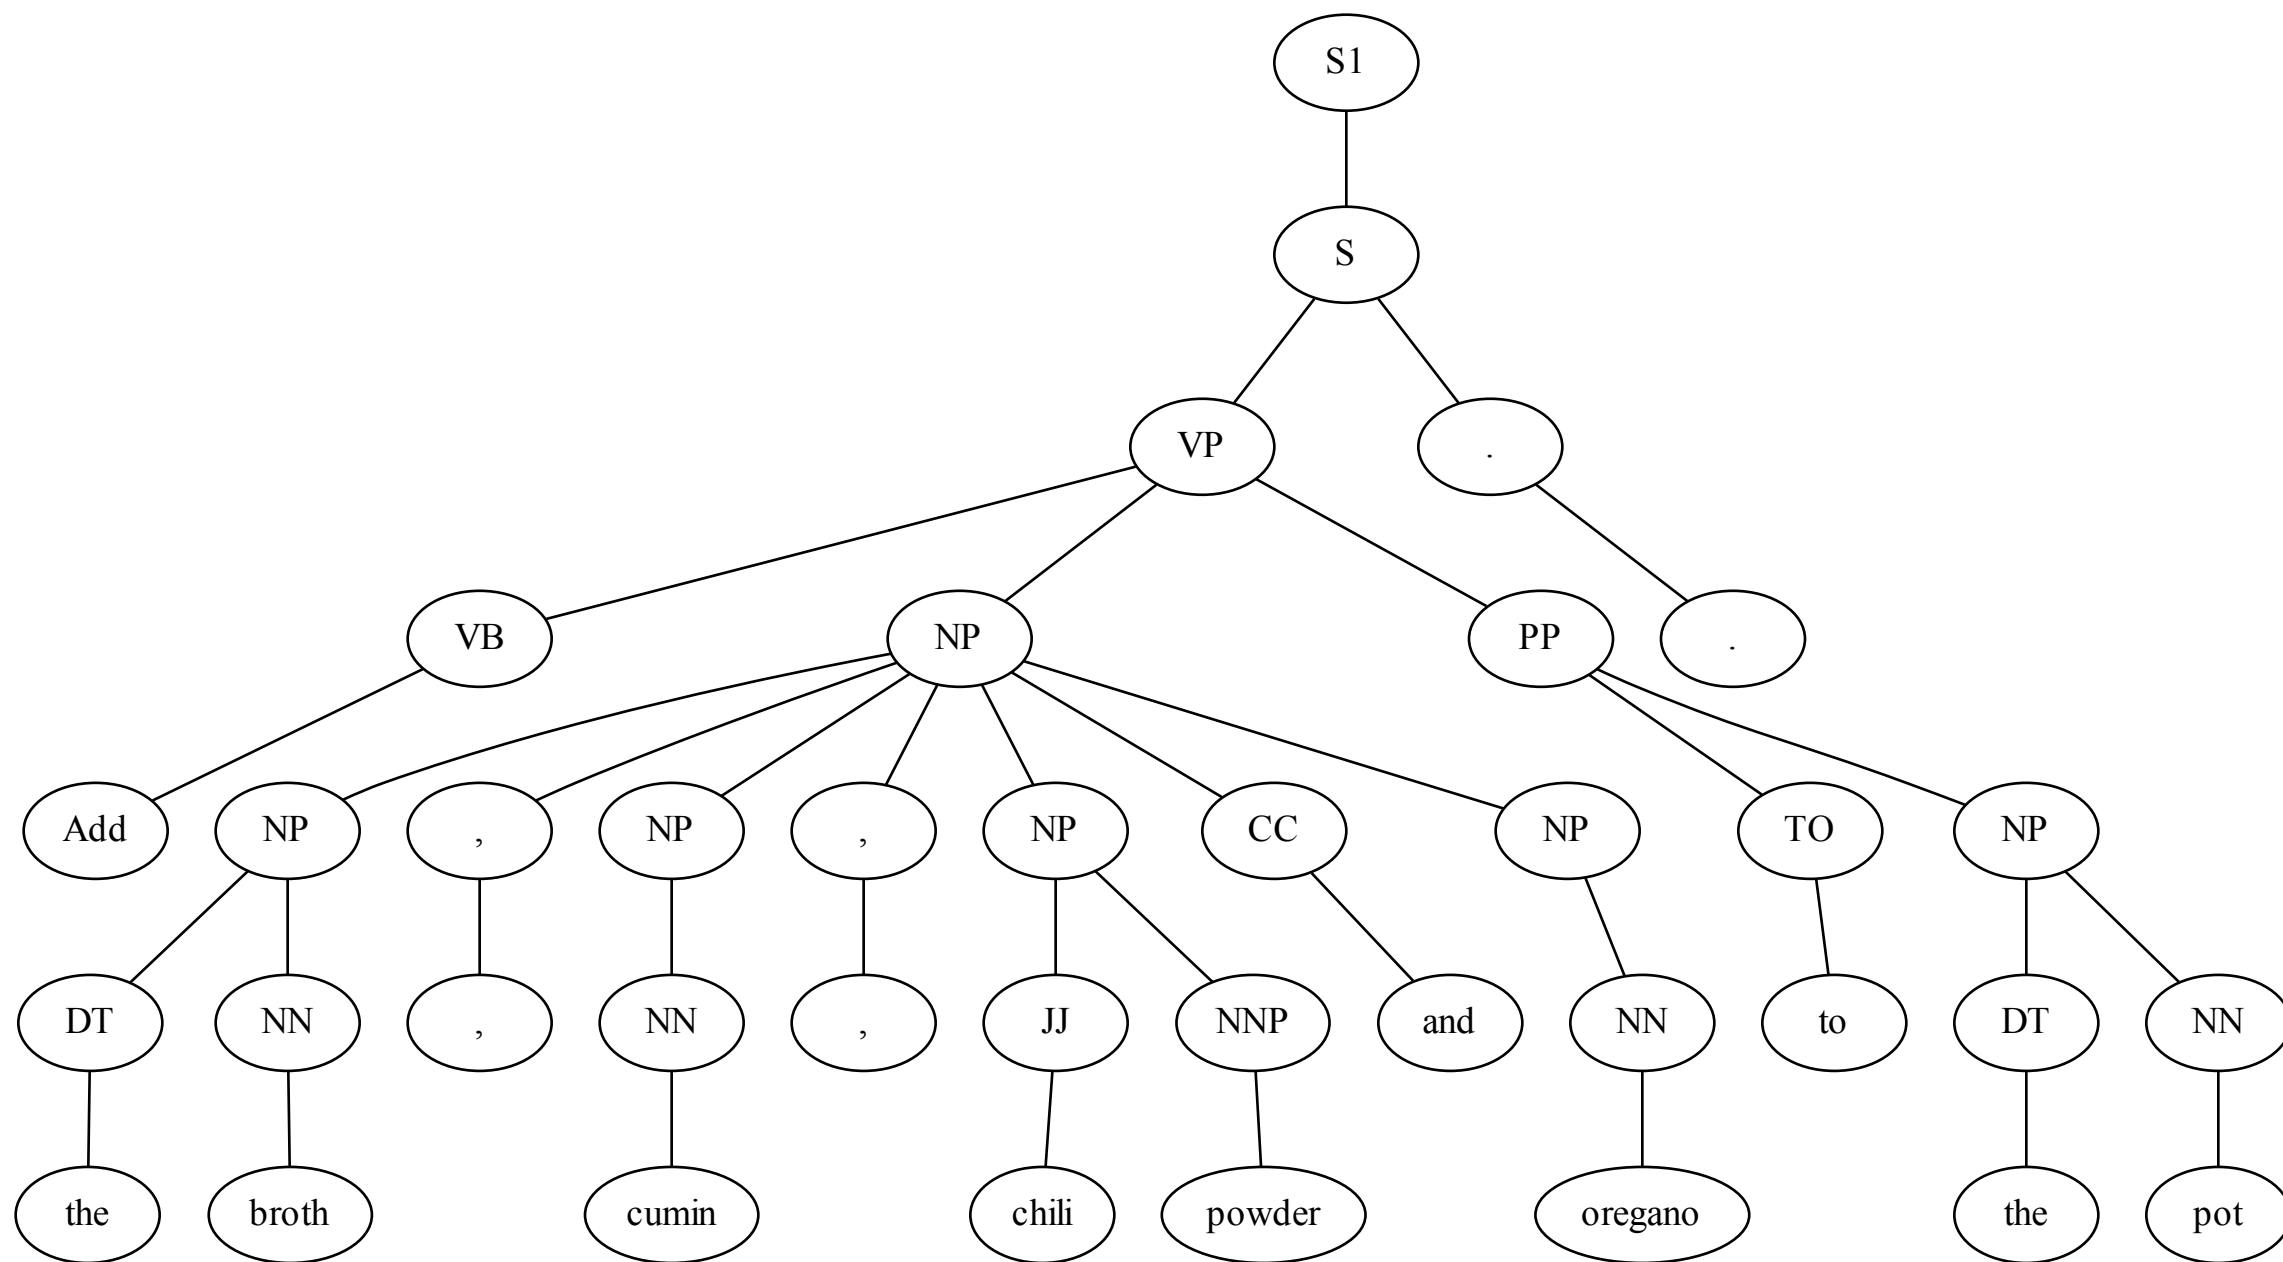 S1
S
VP .
VB NP PP .
Add NP , NP , NP CC NP TO NP
DT NN , NN , JJ NNP and NN to DT NN
the broth cumin chili powder oregano the pot